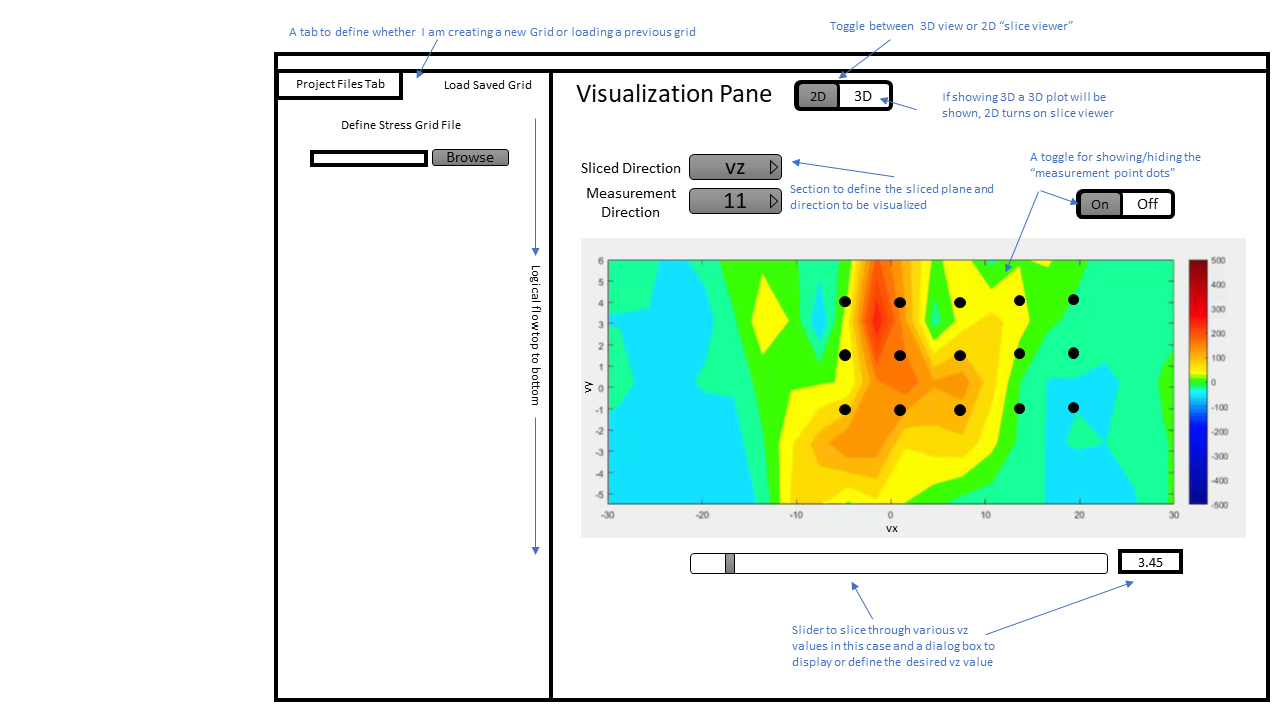 A tab to define whether I am creating a new Grid or loading a previous grid
Toggle between 3D view or 2D “slice viewer”
Project Files Tab
Load Saved Grid
Visualization Pane
2D
3D
If showing 3D a 3D plot will be
shown, 2D turns on slice viewer
Define Stress Grid File
Browse
Sliced Direction
vz
Measurement
Direction
11
Section to define the sliced plane and
direction to be visualized
A toggle for showing/hiding the
“measurement point dots”
On
Off
Logical flow top to bottom
6
5
4
3
2
1
0
-1
-2
-3
-4
-5
vy
-30
-20
-10
0
10
20
30
vx
500
400
300
200
100
0
-100
-200
-300
-400
-500
3.45
Slider to slice through various vz
values in this case and a dialog box to
display or define the desired vz value